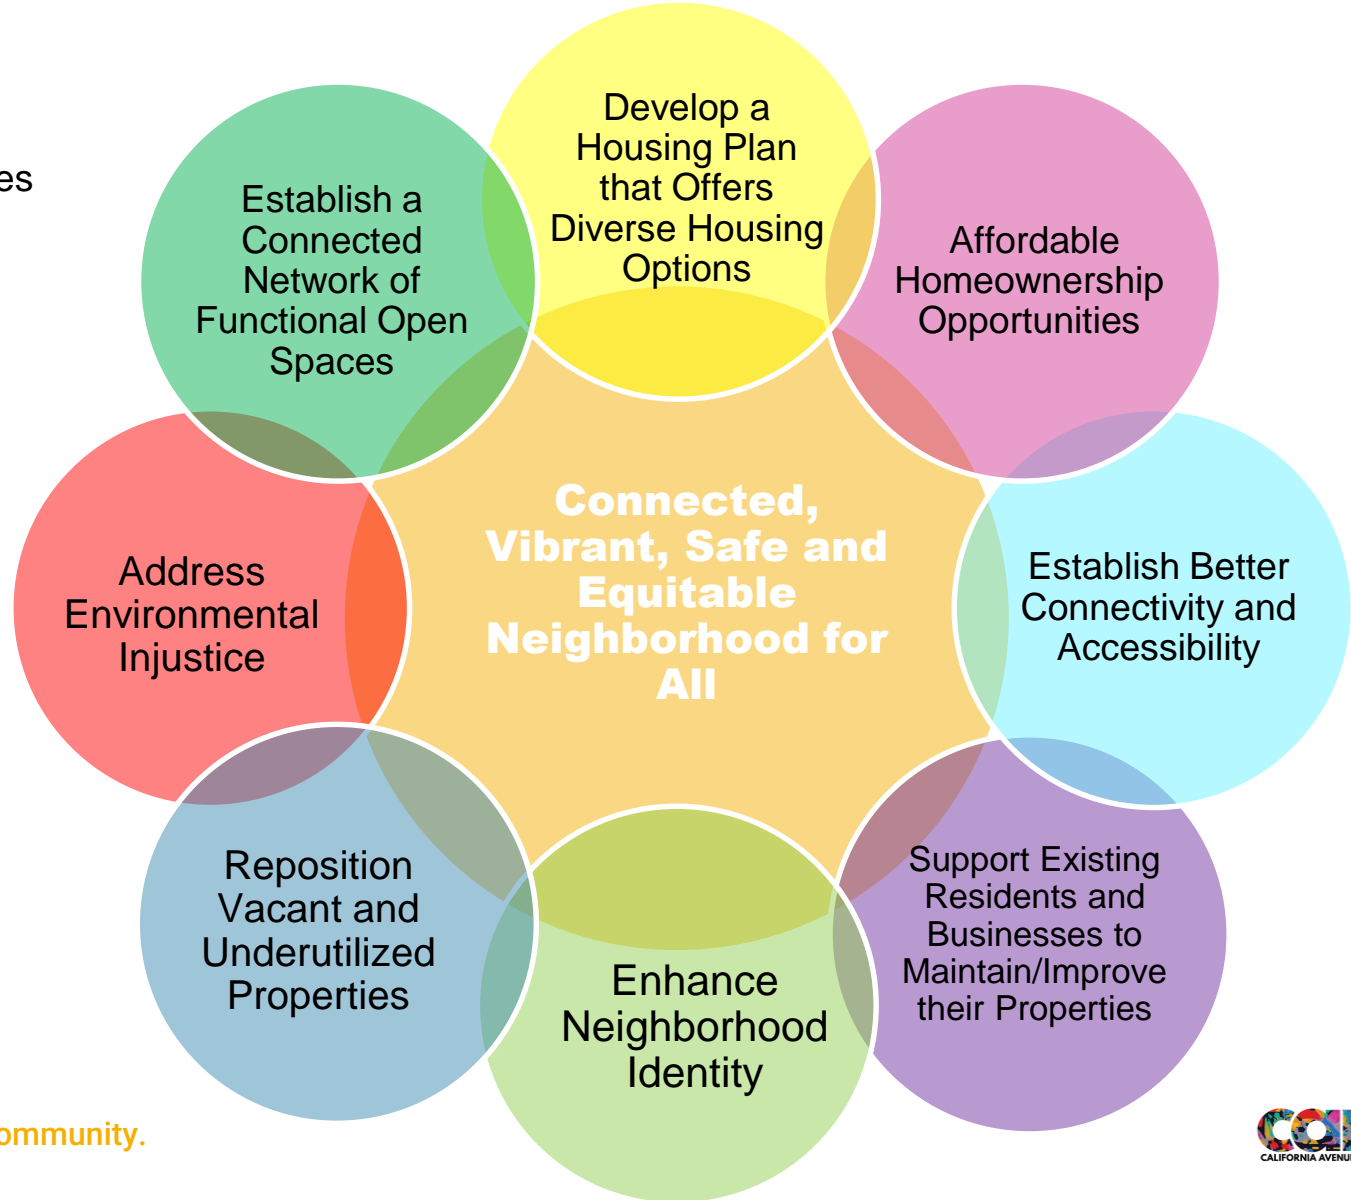 es
Develop a
Housing Plan
that Offers
Diverse Housing
Options
Affordable
Homeownership
Opportunities
Establish Better
Connectivity and
Accessibility
Support Existing
Residents and
Businesses to
Maintain/Improve
their Properties
Enhance
Neighborhood
Identity
Reposition
Vacant and
Underutilized
Properties
Address
Environmental
Injustice
Establish a
Connected
Network of
Functional Open
Spaces
Connected,
Vibrant, Safe and
Equitable
Neighborhood for
All
ommunity.
CALIFORNIA AVENU